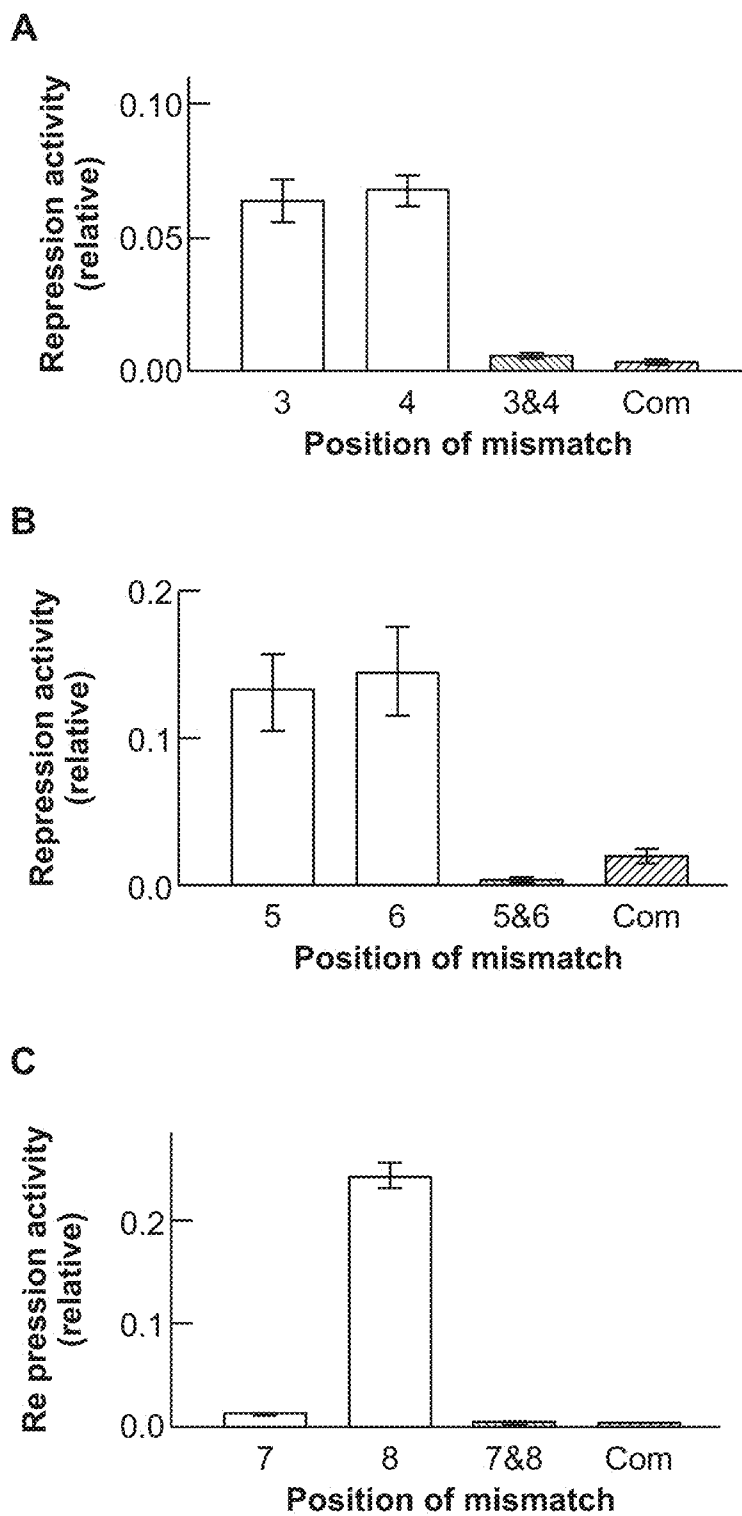 A
Repression activity
(relative)
0.10
0.05
0.00
3 4 3&4 Com
Position of mismatch
B
Repression activity
(relative)
0.2
0.1
0.0
5 6 5&6 Com
Position of mismatch
C
Re pression activity
(relative)
0.2
0.1
0.0
7 8 7&8 Com
Position of mismatch